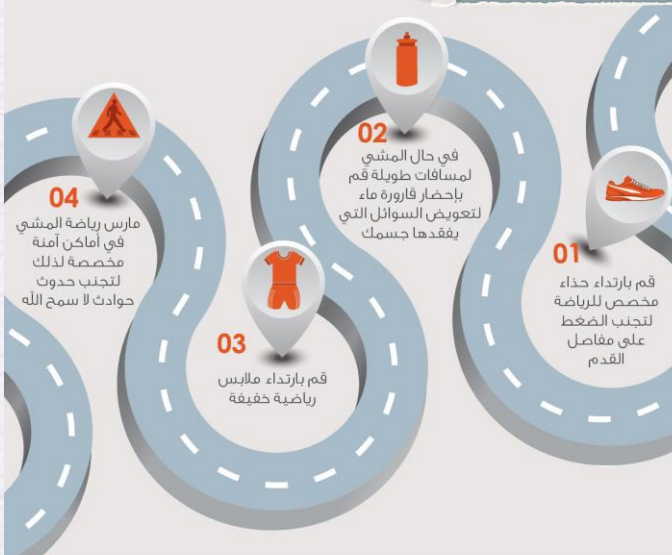 01
قم بارتداء حذاء
مخصص للرياضة
لتجنب الضغط
على مفاصل
القدم
02
في حال المشي
لمسافات طويلة قم
بإحضار قارورة ماء
لتعويض السوائل التي
يفقدها جسمك
03
قم بارتداء ملابس
رياضية خفيفة
04
مارس رياضة المشي
في أماكن آمنة
مخصصة لذلك
لتجنب حدوث
حوادث لا سمح الله